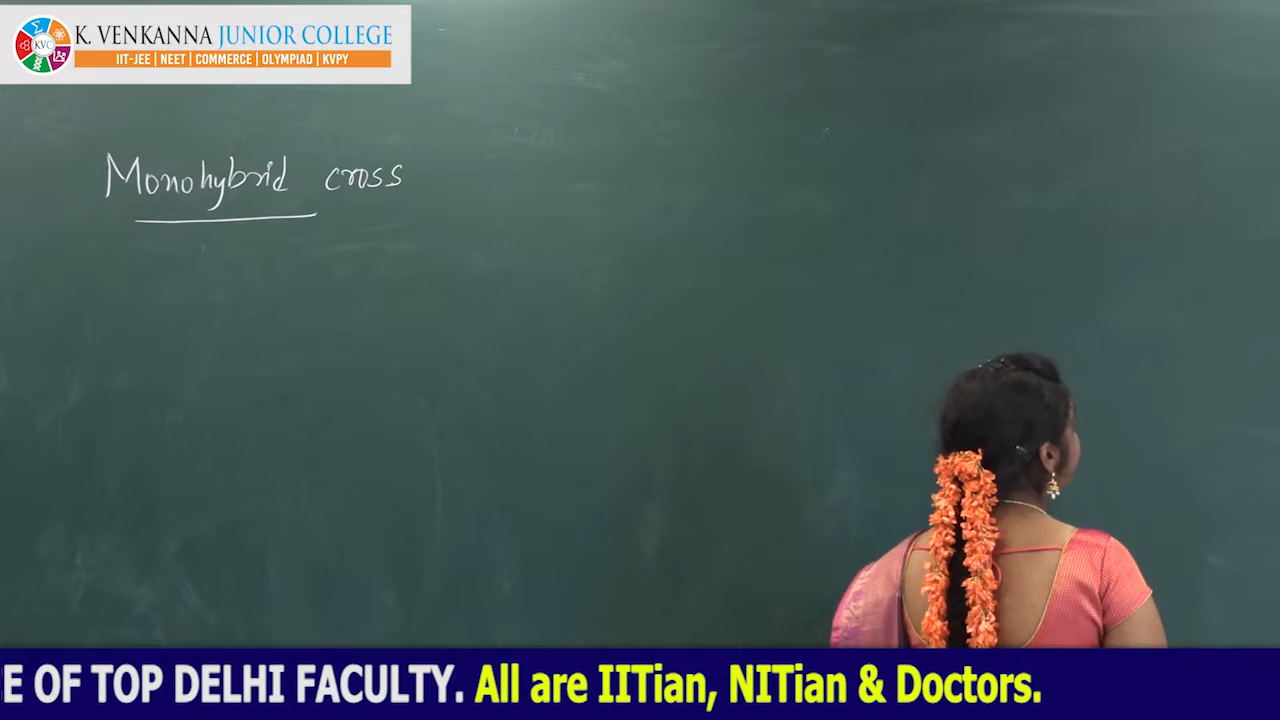 KVC
K. VENKANNA JUNIOR COLLEGE
IIT-JEE | NEET | COMMERCE | OLYMPIAD | KVPY
Monohybrid cross
E OF TOP DELHI FACULTY. All are IITian, NITian & Doctors.